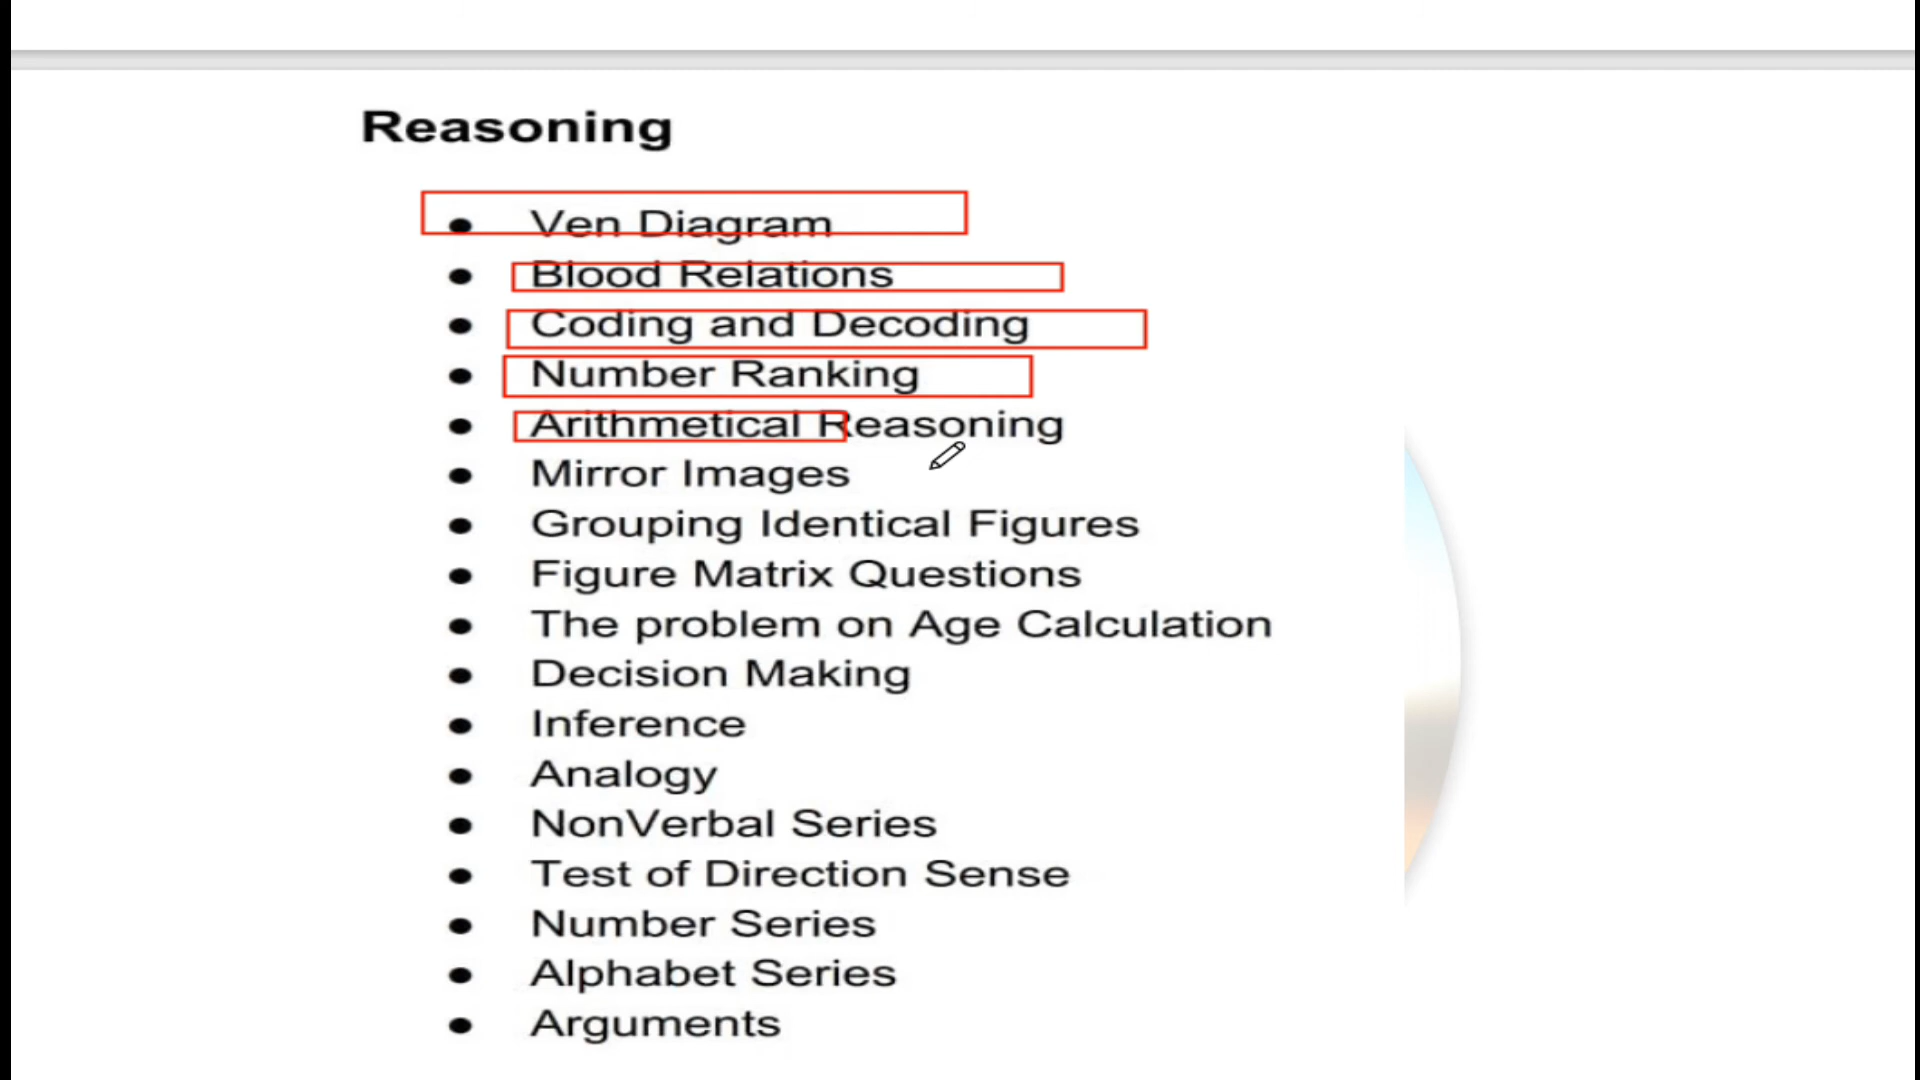 Reasoning
● Ven Diagram
● Blood Relations
● Coding and Decoding
● Number Ranking
● Arithmetical Reasoning
● Mirror Images
● Grouping Identical Figures
● Figure Matrix Questions
● The problem on Age Calculation
● Decision Making
● Inference
● Analogy
● NonVerbal Series
● Test of Direction Sense
● Number Series
● Alphabet Series
● Arguments